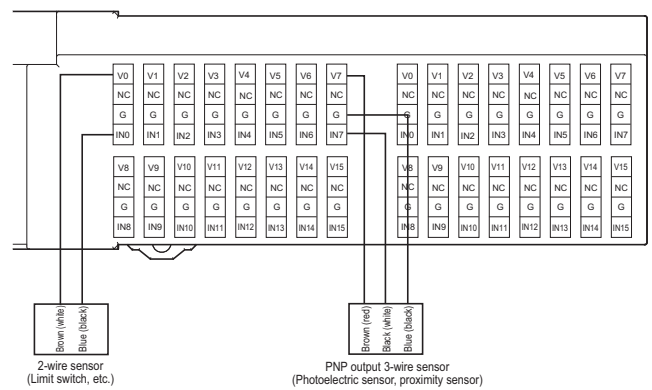 V0 V1 V2 V3 V4 V5 V6 V7 V0 V1 V2 V3 V4 V5 V6 V7
NC NC NC NC NC NC NC NC NC NC NC NC NC NC NC NC
G G G G G G G G G G G G G G G G
IN0 IN1 IN2 IN3 IN4 IN5 IN6 IN7 IN0 IN1 IN2 IN3 IN4 IN5 IN6 IN7
V8 V9 V10 V11 V12 V13 V14 V15 V8 V9 V10 V11 V12 V13 V14 V15
NC NC NC NC NC NC NC NC NC NC NC NC NC NC NC NC
G G G G G G G G G G G G G G G G
IN8 IN9 IN10 IN11 IN12 IN13 IN14 IN15 IN8 IN9 IN10 IN11 IN12 IN13 IN14 IN15
Brown (white)
Blue (black)
2-wire sensor
(Limit switch, etc.)
Brown (red)
Black (white)
Blue (black)
PNP output 3-wire sensor
(Photoelectric sensor, proximity sensor)